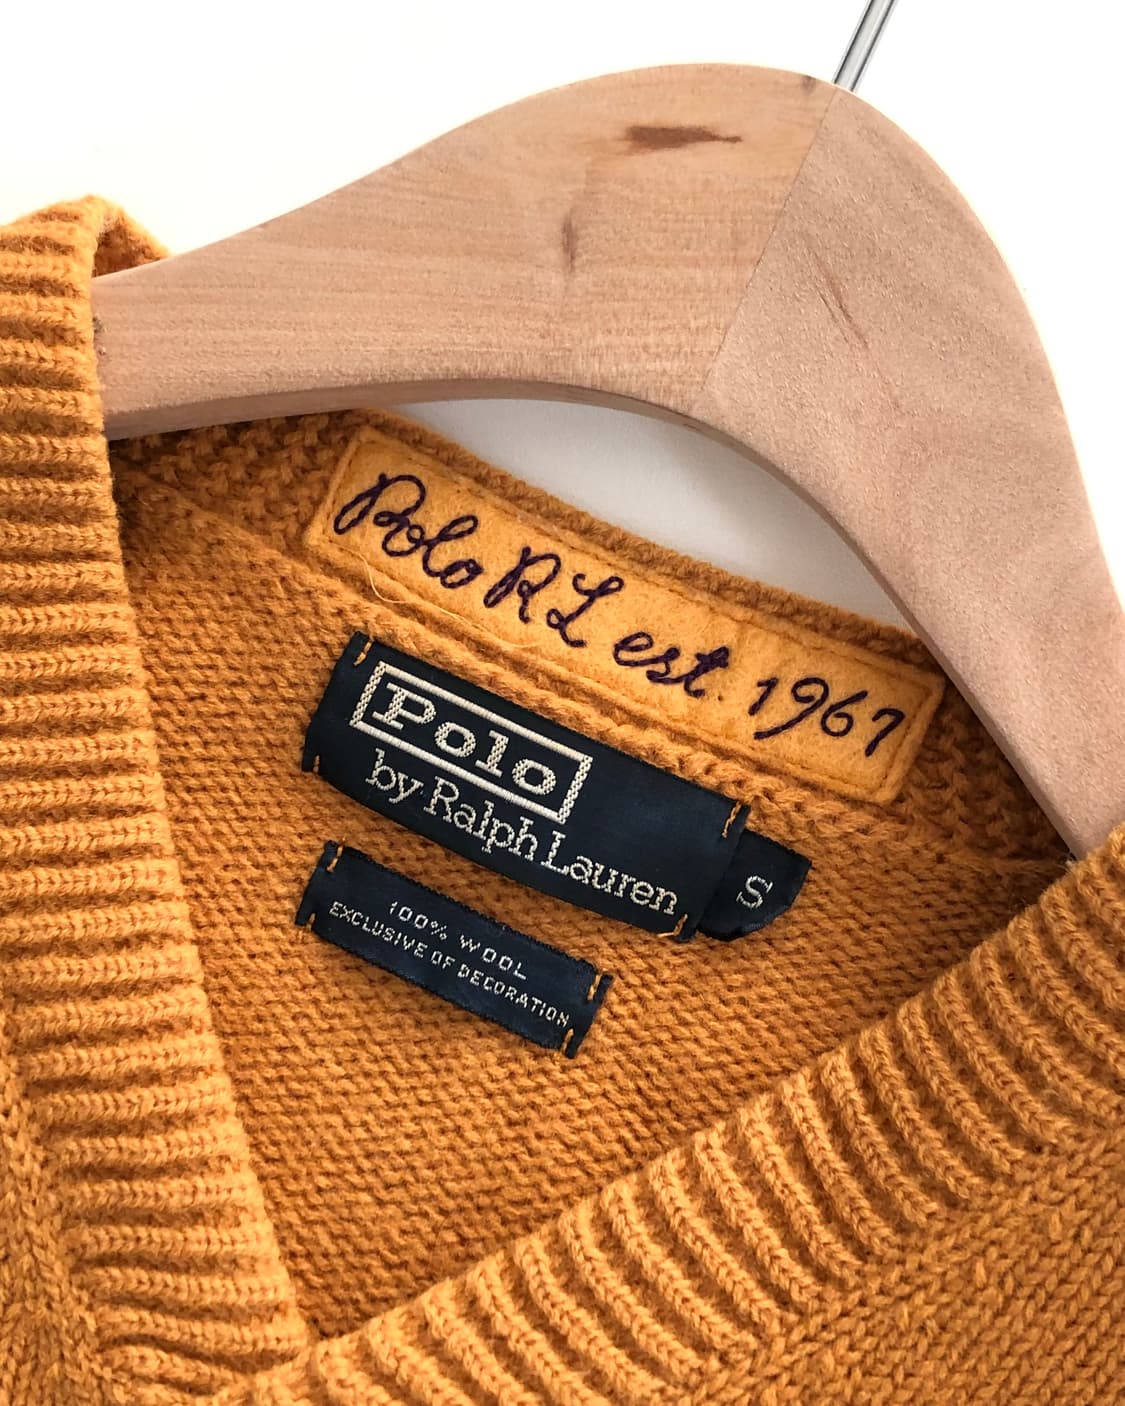 Polo RL est. 1967
Polo
by Ralph Lauren
S
100% WOOL
EXCLUSIVE OF DECORATION